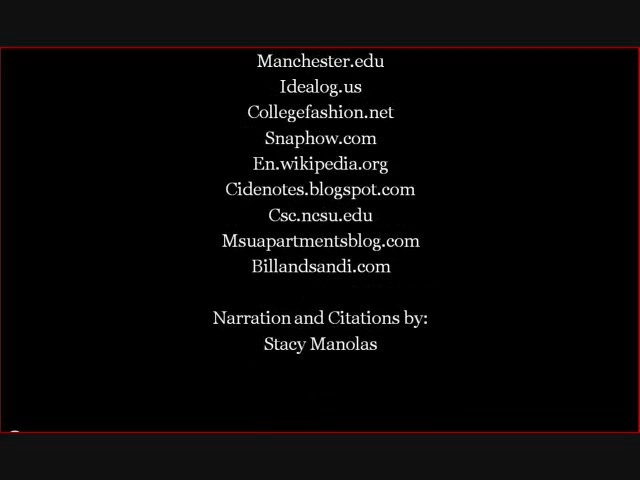 Manchester.edu
Idealog.us
Collegefashion.net
Snaphow.com
En.wikipedia.org
Cidenotes.blogspot.com
Csc.ncsu.edu
Msuapartmentsblog.com
Billandsandi.com
Narration and Citations by:
Stacy Manolas